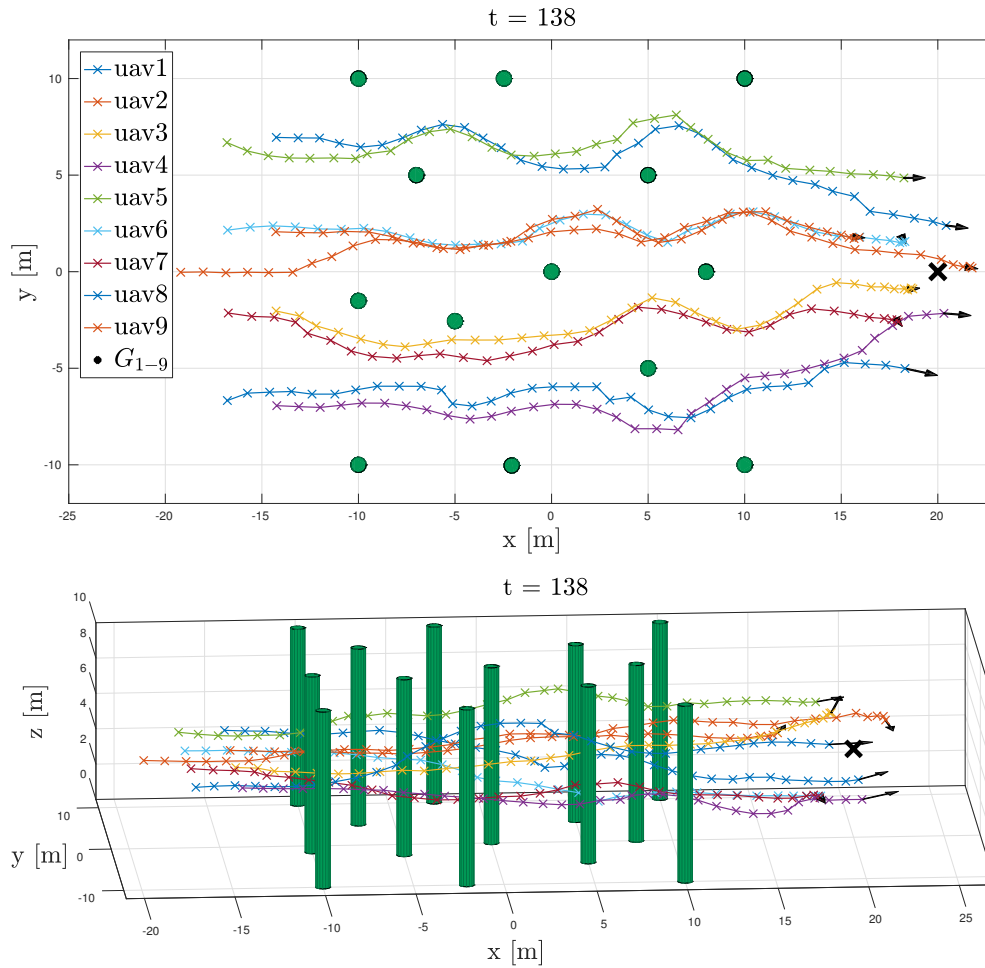 t = 138
10
5
0
-5
-10
y [m]
uav1
uav2
uav3
uav4
uav5
uav6
uav7
uav8
uav9
G1−9
-25 -20 -15 -10 -5 0 5 10 15 20
x [m]
t = 138
10
8
6
4
2
0
z [m]
10
0
-10
y [m]
-20 -15 -10 -5 0 5 10 15 20 25
x [m]